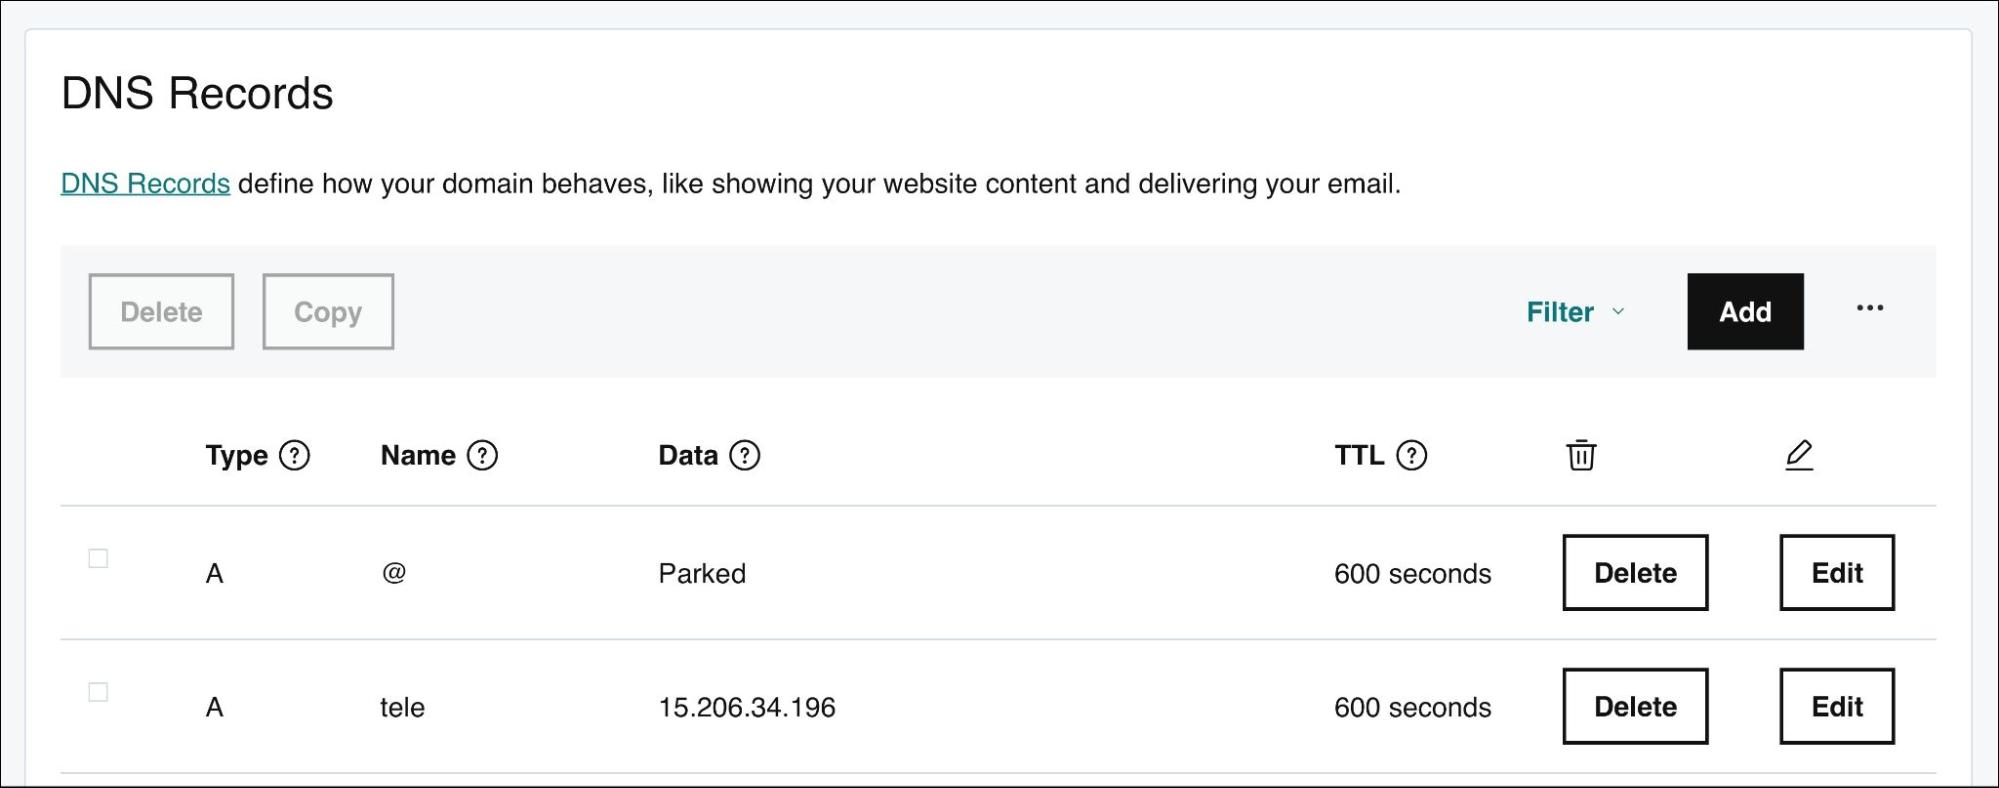 DNS Records
DNS Records define how your domain behaves, like showing your website content and delivering your email.
Delete Copy Filter Add
Type Name Data TTL
A @ Parked 600 seconds Delete Edit
A tele 15.206.34.196 600 seconds Delete Edit